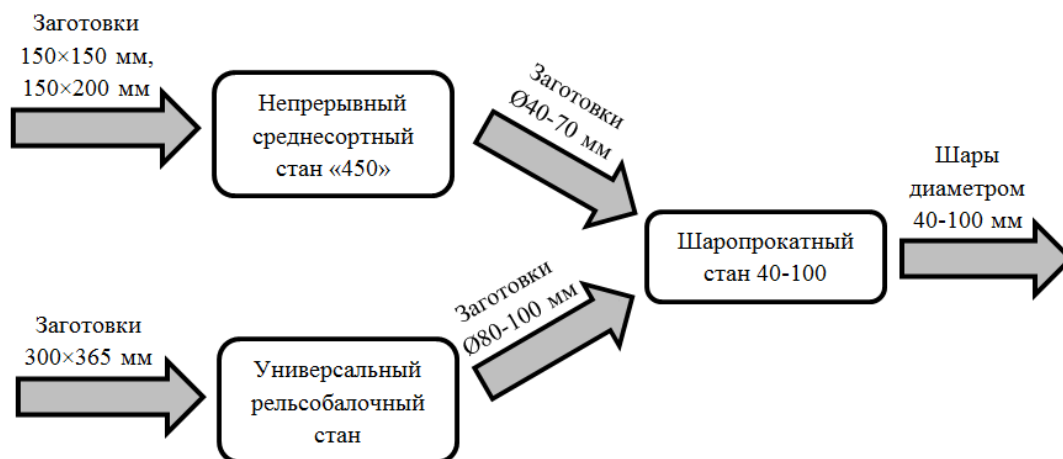 Заготовки
150×150 мм,
150×200 мм
Непрерывный
среднесортный
стан «450»
Заготовки
Ø40-70 мм
Заготовки
300×365 мм
Универсальный
рельсобалочный
стан
Заготовки
Ø80-100 мм
Шаропрокатный
стан 40-100
Шары
диаметром
40-100 мм